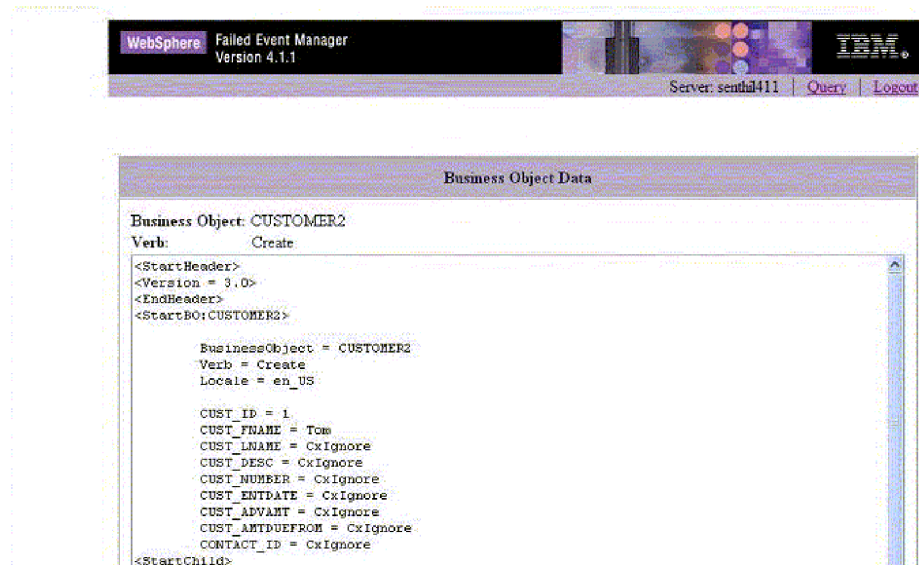 WebSphere Failed Event Manager
Version 4.1.1
IBM®
Server: senthil411 | Query | Logout
Business Object Data
Business Object: CUSTOMER2
Verb: Create
<StartHeader>
<Version = 3.0>
<EndHeader>
<StartBO:CUSTOMER2>
BusinessObject = CUSTOMER2
Verb = Create
Locale = en_US
CUST_ID = 1
CUST_FNAME = Tom
CUST_LNAME = CxIgnore
CUST_DESC = CxIgnore
CUST_NUMBER = CxIgnore
CUST_ENTDATE = CxIgnore
CUST_ADVAMT = CxIgnore
CUST_AMTDUEFROM = CxIgnore
CONTACT_ID = CxIgnore
<StartChild>